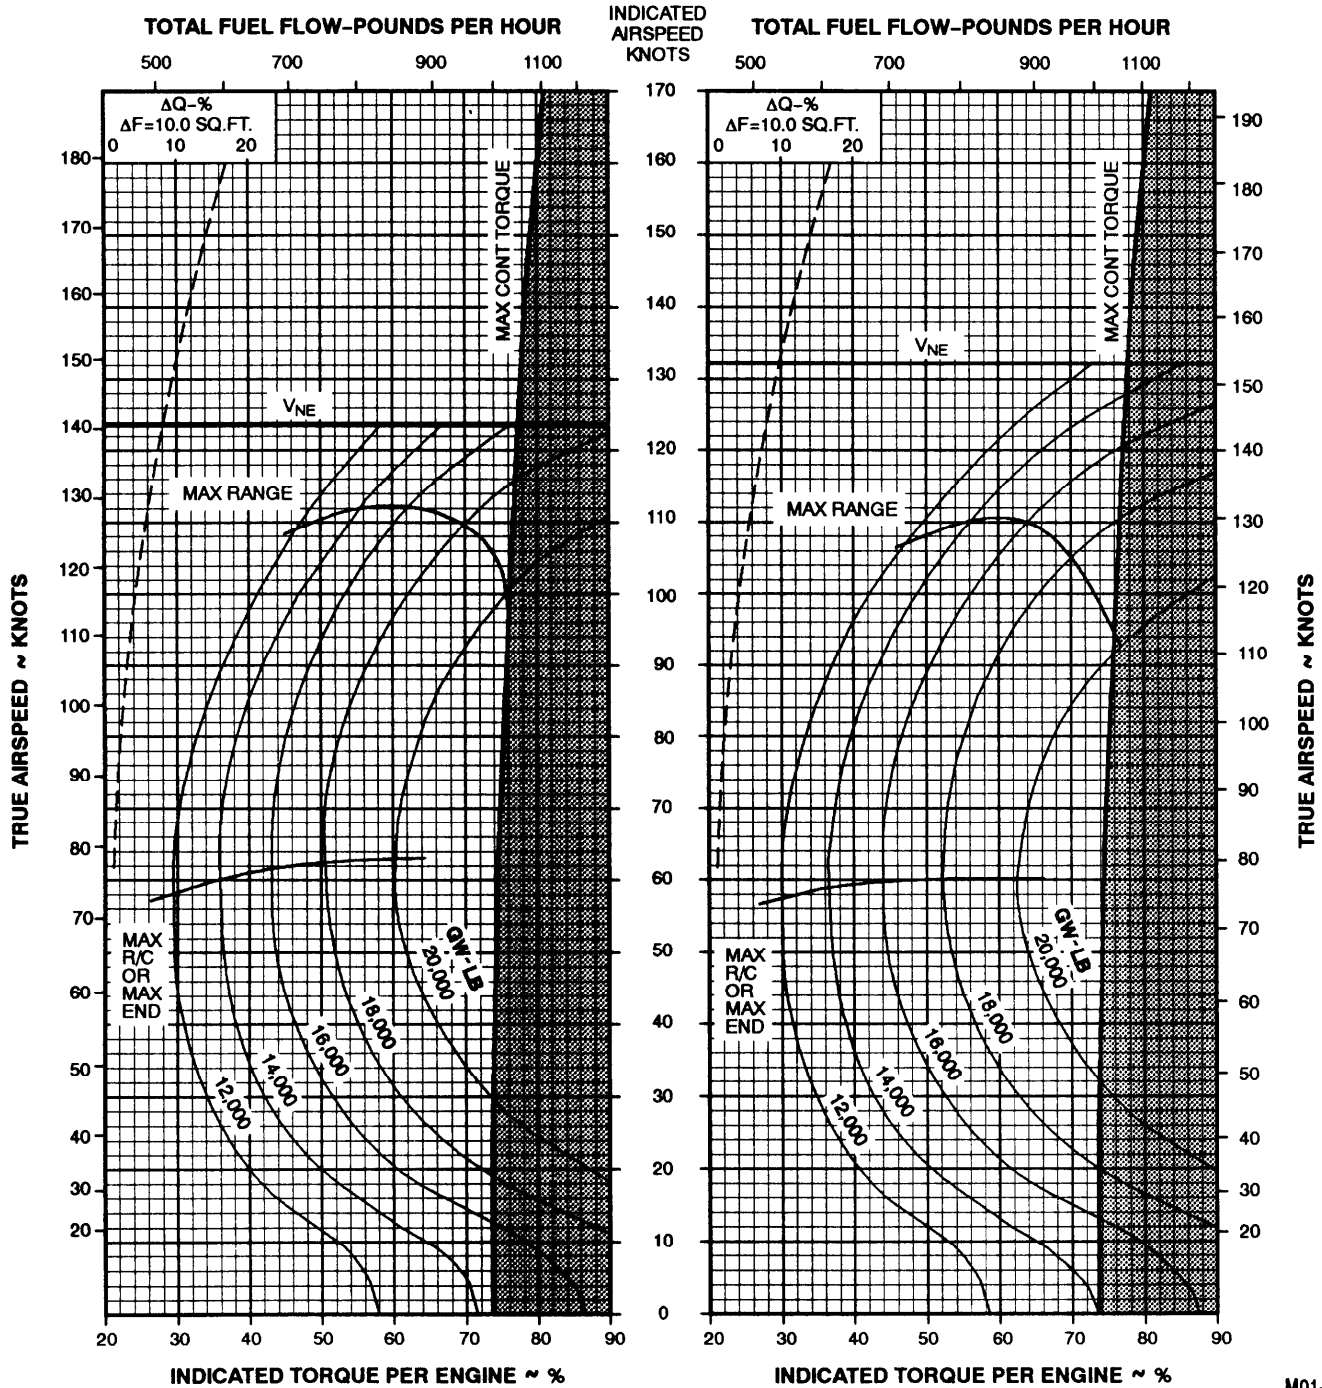 TOTAL FUEL FLOW–POUNDS PER HOUR
500 700 900 1100
INDICATED
AIRSPEED
KNOTS
TOTAL FUEL FLOW–POUNDS PER HOUR
500 700 900 1100
ΔQ–%
ΔF=10.0 SQ.FT.
0 10 20
MAX CONT TORQUE
VNE
MAX RANGE
MAX
R/C
OR
MAX
END
GW-LB
20,000
18,000
16,000
14,000
12,000
TRUE AIRSPEED ~ KNOTS
180
170
160
150
140
130
120
110
100
90
80
70
60
50
40
30
20
20 30 40 50 60 70 80 90
INDICATED TORQUE PER ENGINE ~ %
170
160
150
140
130
120
110
100
90
80
70
60
50
40
30
20
10
0
ΔQ–%
ΔF=10.0 SQ.FT.
0 10 20
MAX CONT TORQUE
VNE
MAX RANGE
MAX
R/C
OR
MAX
END
GW-LB
20,000
18,000
16,000
14,000
12,000
190
180
170
160
150
140
130
120
110
100
90
80
70
60
50
40
30
20
TRUE AIRSPEED ~ KNOTS
20 30 40 50 60 70 80 90
INDICATED TORQUE PER ENGINE ~ %